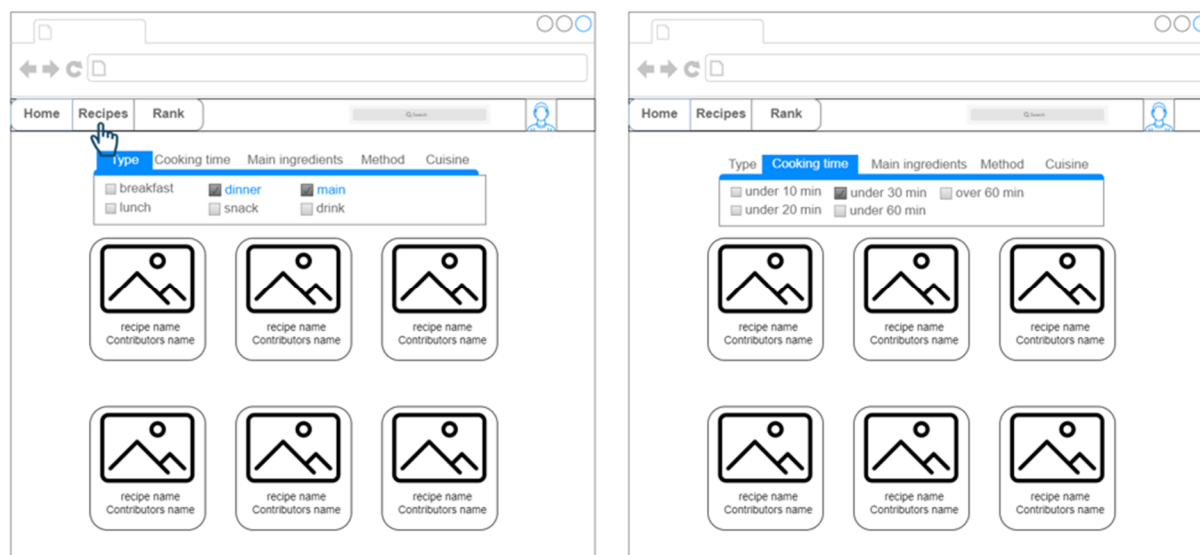 Home Recipes Rank Search
Type Cooking time Main ingredients Method Cuisine
breakfast dinner main
lunch snack drink
recipe name recipe name recipe name
Contributors name Contributors name Contributors name
recipe name recipe name recipe name
Contributors name Contributors name Contributors name
Home Recipes Rank Search
Type Cooking time Main ingredients Method Cuisine
under 10 min under 30 min over 60 min
under 20 min under 60 min
recipe name recipe name recipe name
Contributors name Contributors name Contributors name
recipe name recipe name recipe name
Contributors name Contributors name Contributors name